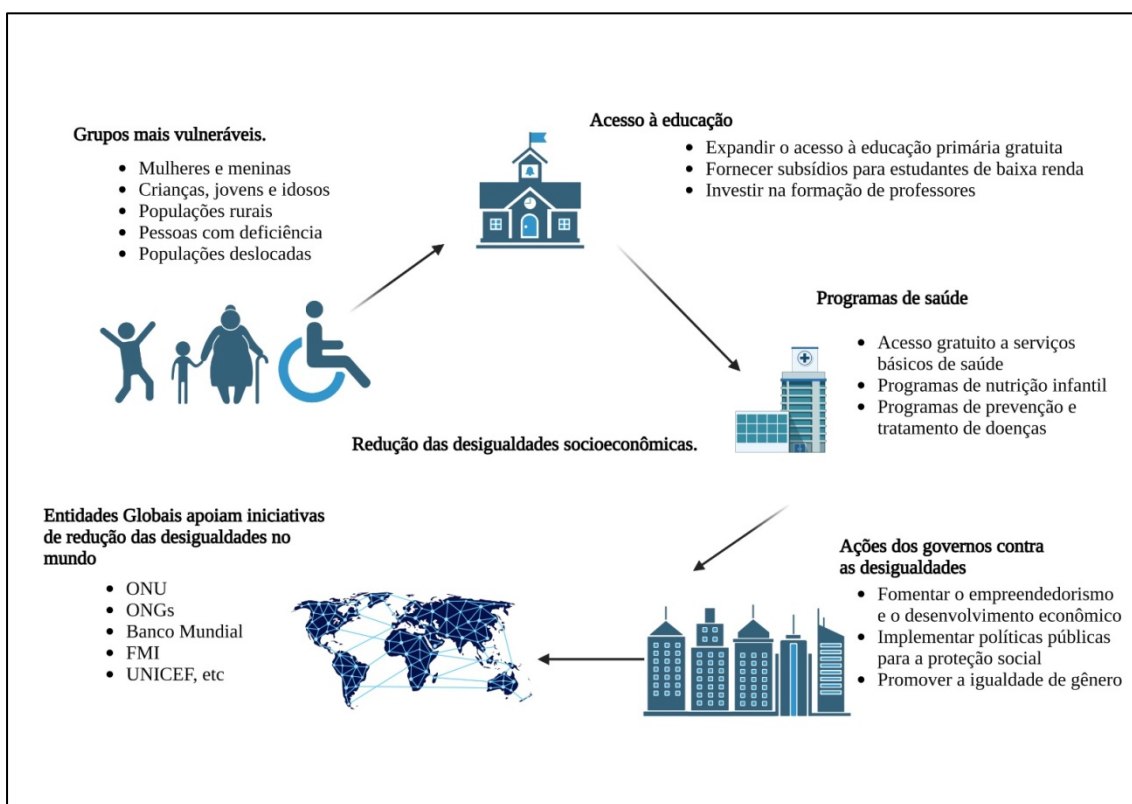 Grupos mais vulneráveis.
• Mulheres e meninas
• Crianças, jovens e idosos
• Populações rurais
• Pessoas com deficiência
• Populações deslocadas
Acesso à educação
• Expandir o acesso à educação primária gratuita
• Fornecer subsídios para estudantes de baixa renda
• Investir na formação de professores
Programas de saúde
• Acesso gratuito a serviços
básicos de saúde
• Programas de nutrição infantil
• Programas de prevenção e
tratamento de doenças
Redução das desigualdades socioeconômicas.
Ações dos governos contra
as desigualdades
• Fomentar o empreendedorismo
e o desenvolvimento econômico
• Implementar políticas públicas
para a proteção social
• Promover a igualdade de gênero
Entidades Globais apoiam iniciativas
de redução das desigualdades no
mundo
• ONU
• ONGs
• Banco Mundial
• FMI
• UNICEF, etc